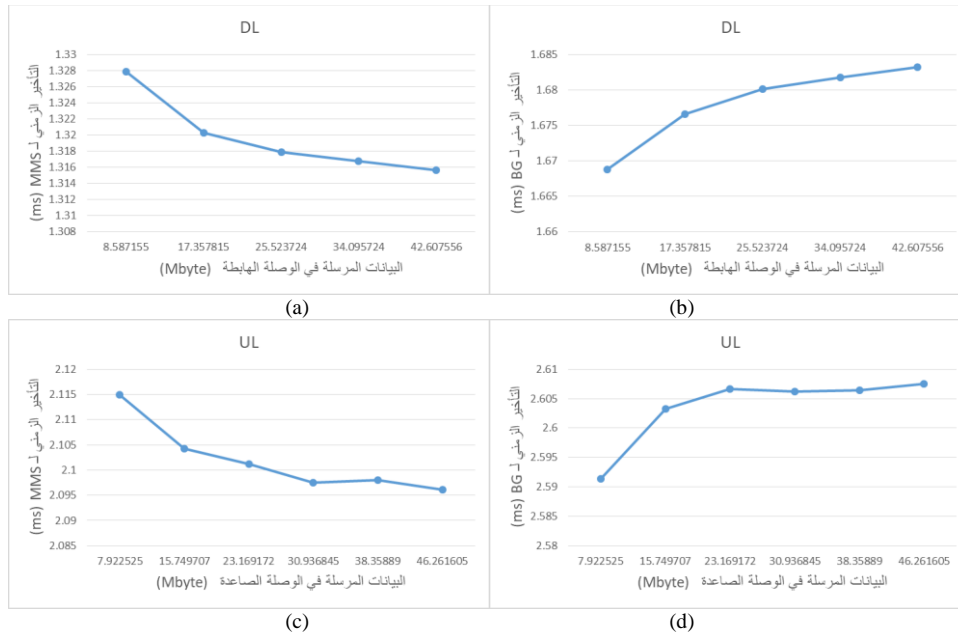 DL
1.33
1.328
1.326
1.324
1.322
1.32
1.318
1.316
1.314
1.312
1.31
1.308
التأخير الزمني لـ MMS (ms)
8.587155 17.357815 25.523724 34.095724 42.607556
البيانات المرسلة في الوصلة الهابطة (Mbyte)
(a)
DL
1.685
1.68
1.675
1.67
1.665
1.66
التأخير الزمني لـ BG (ms)
8.587155 17.357815 25.523724 34.095724 42.607556
البيانات المرسلة في الوصلة الهابطة (Mbyte)
(b)
UL
2.12
2.115
2.11
2.105
2.1
2.095
2.09
2.085
التأخير الزمني لـ MMS (ms)
7.922525 15.749707 23.169172 30.936845 38.35889 46.261605
البيانات المرسلة في الوصلة الصاعدة (Mbyte)
(c)
UL
2.61
2.605
2.6
2.595
2.59
2.585
2.58
التأخير الزمني لـ BG (ms)
7.922525 15.749707 23.169172 30.936845 38.35889 46.261605
البيانات المرسلة في الوصلة الصاعدة (Mbyte)
(d)